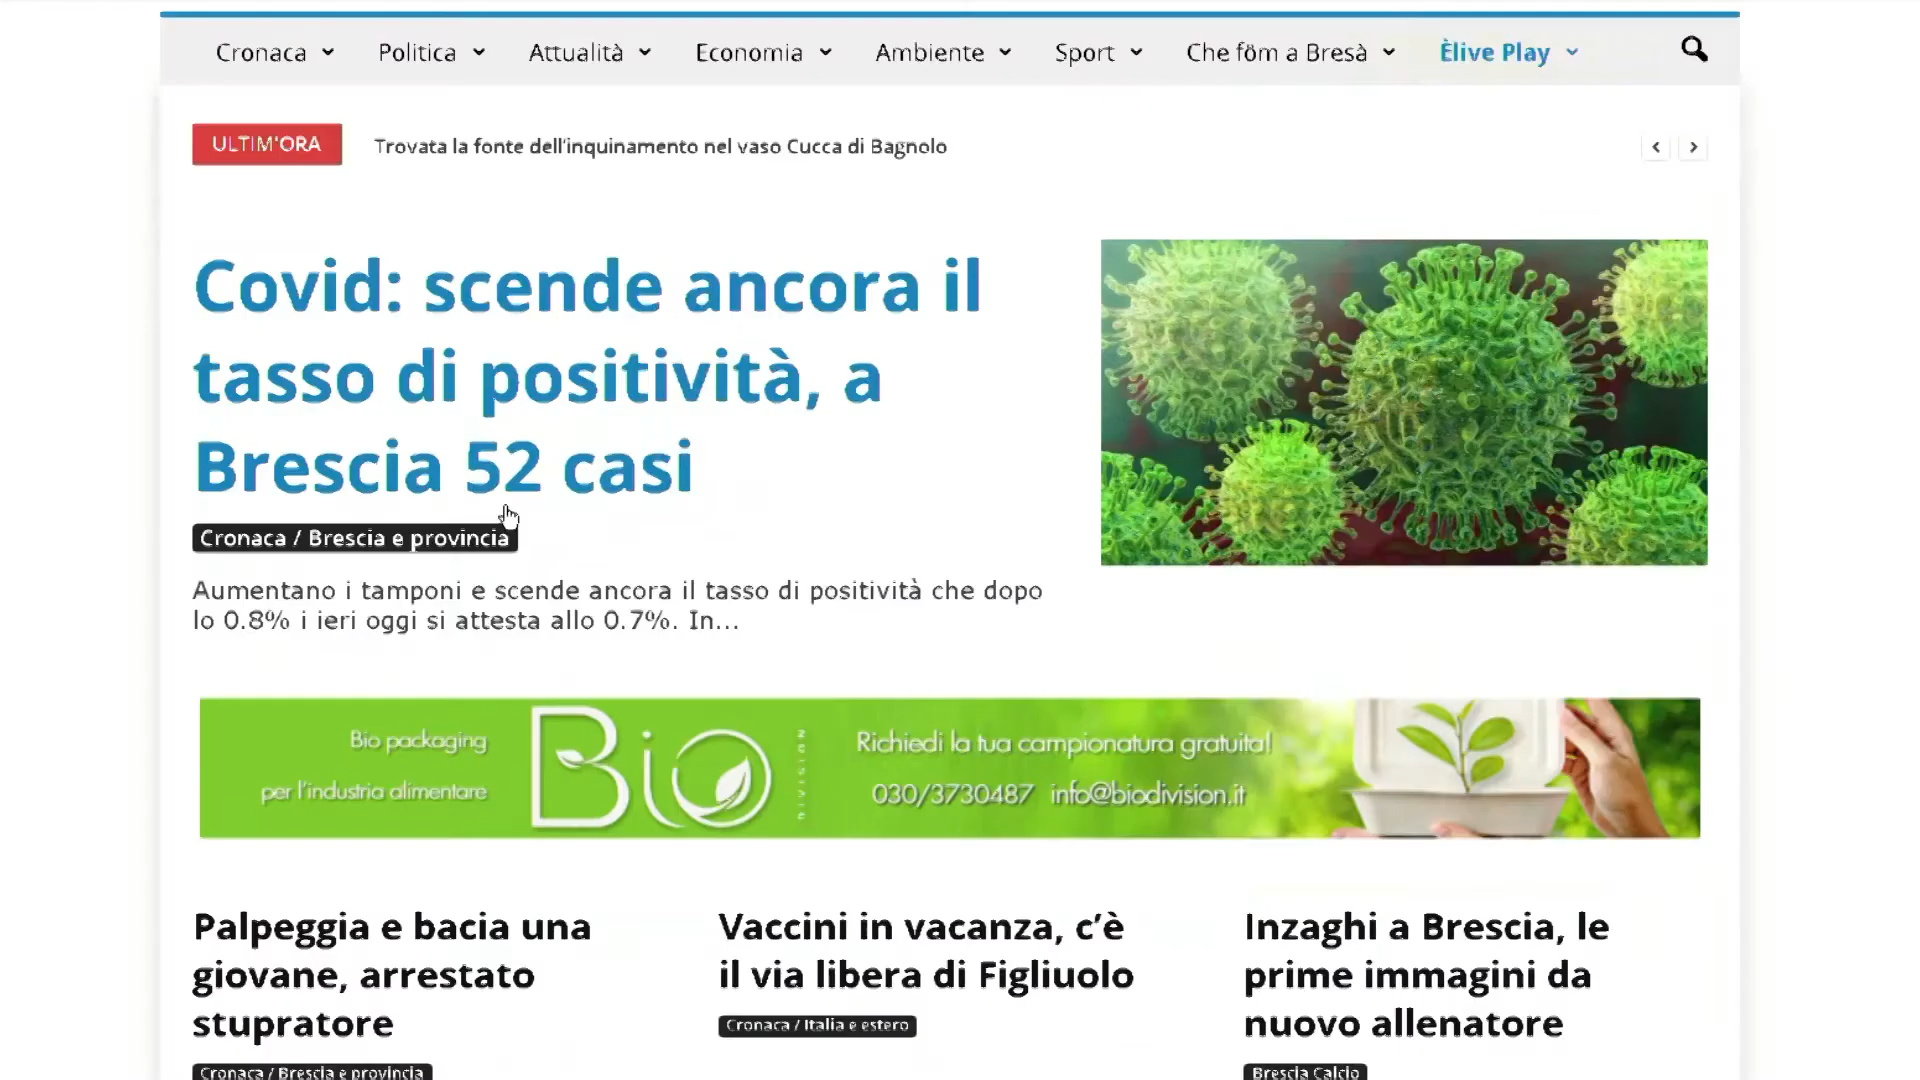 Cronaca Politica Attualità Economia Ambiente Sport Che föm a Bresà Èlive Play
ULTIM'ORA Trovata la fonte dell'inquinamento nel vaso Cucca di Bagnolo
Covid: scende ancora il
tasso di positività, a
Brescia 52 casi
Cronaca / Brescia e provincia
Aumentano i tamponi e scende ancora il tasso di positività che dopo
lo 0.8% i ieri oggi si attesta allo 0.7%. In...
Bio packaging
per l'industria alimentare
Bio
Richiedi la tua campionatura gratuita!
030/3730487 info@biodivision.it
Palpeggia e bacia una
giovane, arrestato
stupratore
Cronaca / Brescia e provincia
Vaccini in vacanza, c’è
il via libera di Figliuolo
Cronaca / Italia e estero
Inzaghi a Brescia, le
prime immagini da
nuovo allenatore
Brescia Calcio